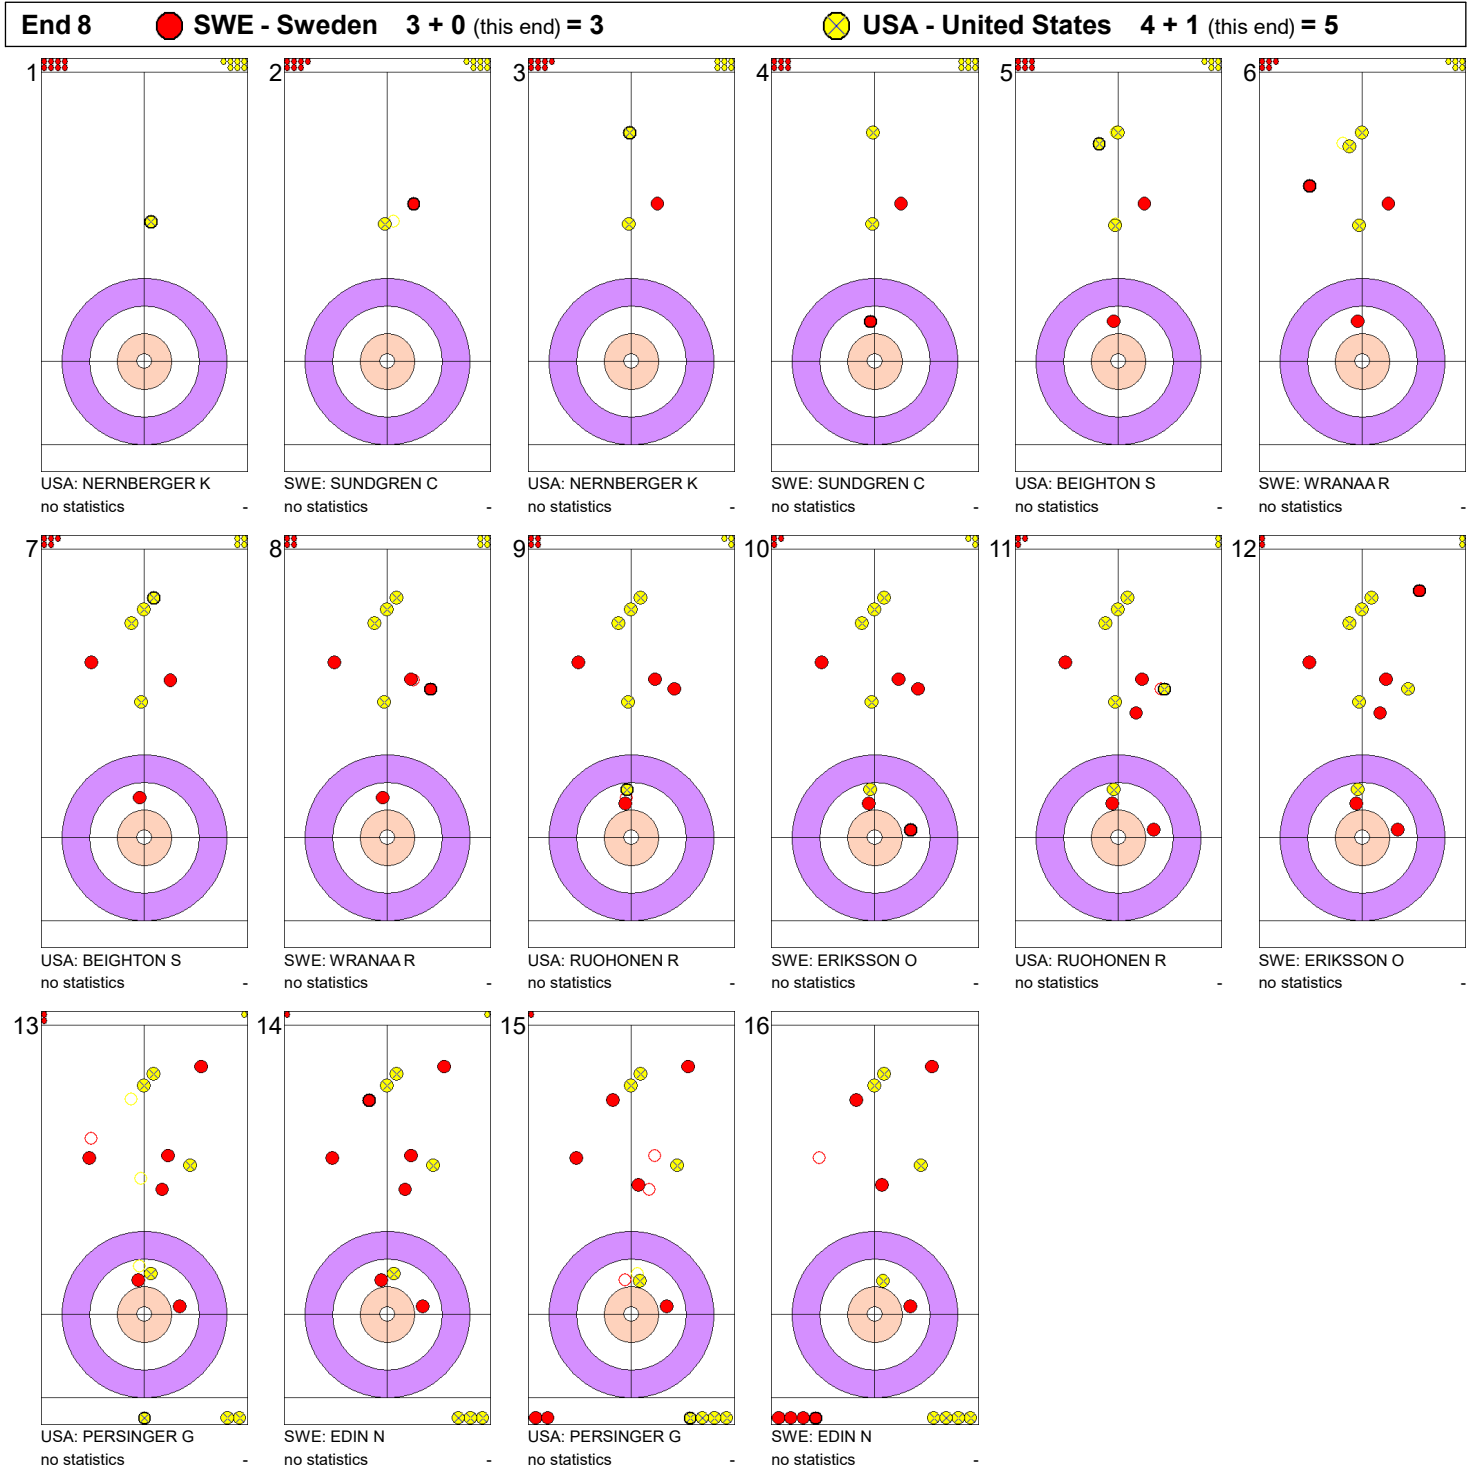 End 8 SWE - Sweden 3 + 0 (this end) = 3 USA - United States 4 + 1 (this end) = 5
1 2 3 4 5 6
USA: NERNBERGER K SWE: SUNDGREN C USA: NERNBERGER K SWE: SUNDGREN C USA: BEIGHTON S SWE: WRANAA R
no statistics - no statistics - no statistics - no statistics - no statistics - no statistics -
7 8 9 10 11 12
USA: BEIGHTON S SWE: WRANAA R USA: RUOHONEN R SWE: ERIKSSON O USA: RUOHONEN R SWE: ERIKSSON O
no statistics - no statistics - no statistics - no statistics - no statistics - no statistics -
13 14 15 16
USA: PERSINGER G SWE: EDIN N USA: PERSINGER G SWE: EDIN N
no statistics - no statistics - no statistics - no statistics -